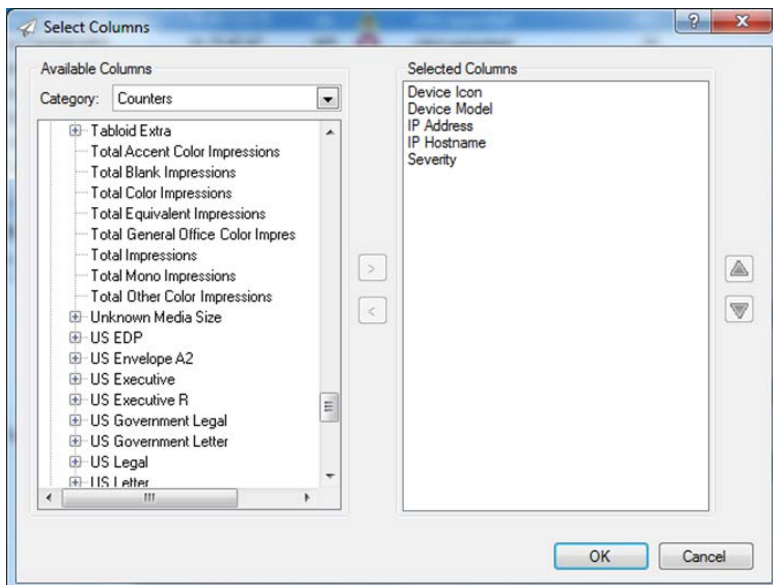 Select Columns
?
X
Available Columns
Category: Counters
Tabloid Extra
Total Accent Color Impressions
Total Blank Impressions
Total Color Impressions
Total Equivalent Impressions
Total General Office Color Impres
Total Impressions
Total Mono Impressions
Total Other Color Impressions
Unknown Media Size
US EDP
US Envelope A2
US Executive
US Executive R
US Government Legal
US Government Letter
US Legal
US Letter
>
<
Selected Columns
Device Icon
Device Model
IP Address
IP Hostname
Severity
OK
Cancel